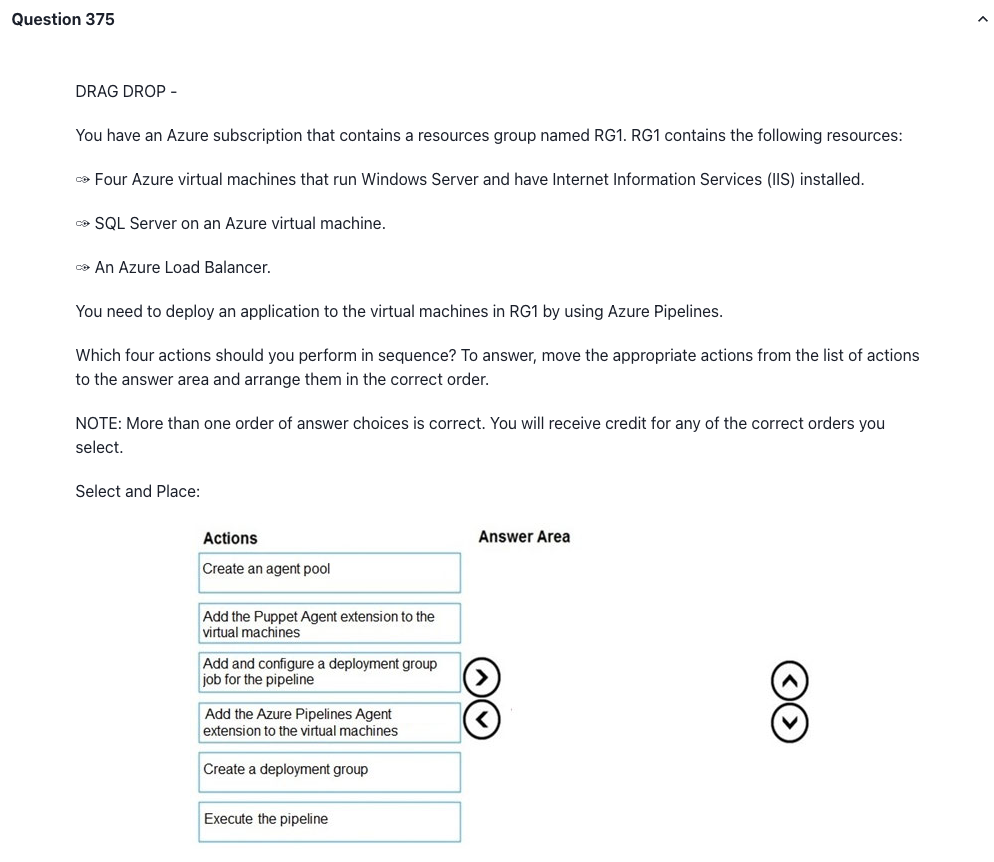 Question 375
DRAG DROP -
You have an Azure subscription that contains a resources group named RG1. RG1 contains the following resources:
Four Azure virtual machines that run Windows Server and have Internet Information Services (IIS) installed.
SQL Server on an Azure virtual machine.
An Azure Load Balancer.
You need to deploy an application to the virtual machines in RG1 by using Azure Pipelines.
Which four actions should you perform in sequence? To answer, move the appropriate actions from the list of actions
to the answer area and arrange them in the correct order.
NOTE: More than one order of answer choices is correct. You will receive credit for any of the correct orders you
select.
Select and Place:
Actions
Answer Area
Create an agent pool
Add the Puppet Agent extension to the
virtual machines
Add and configure a deployment group
job for the pipeline
Add the Azure Pipelines Agent
extension to the virtual machines
Create a deployment group
Execute the pipeline